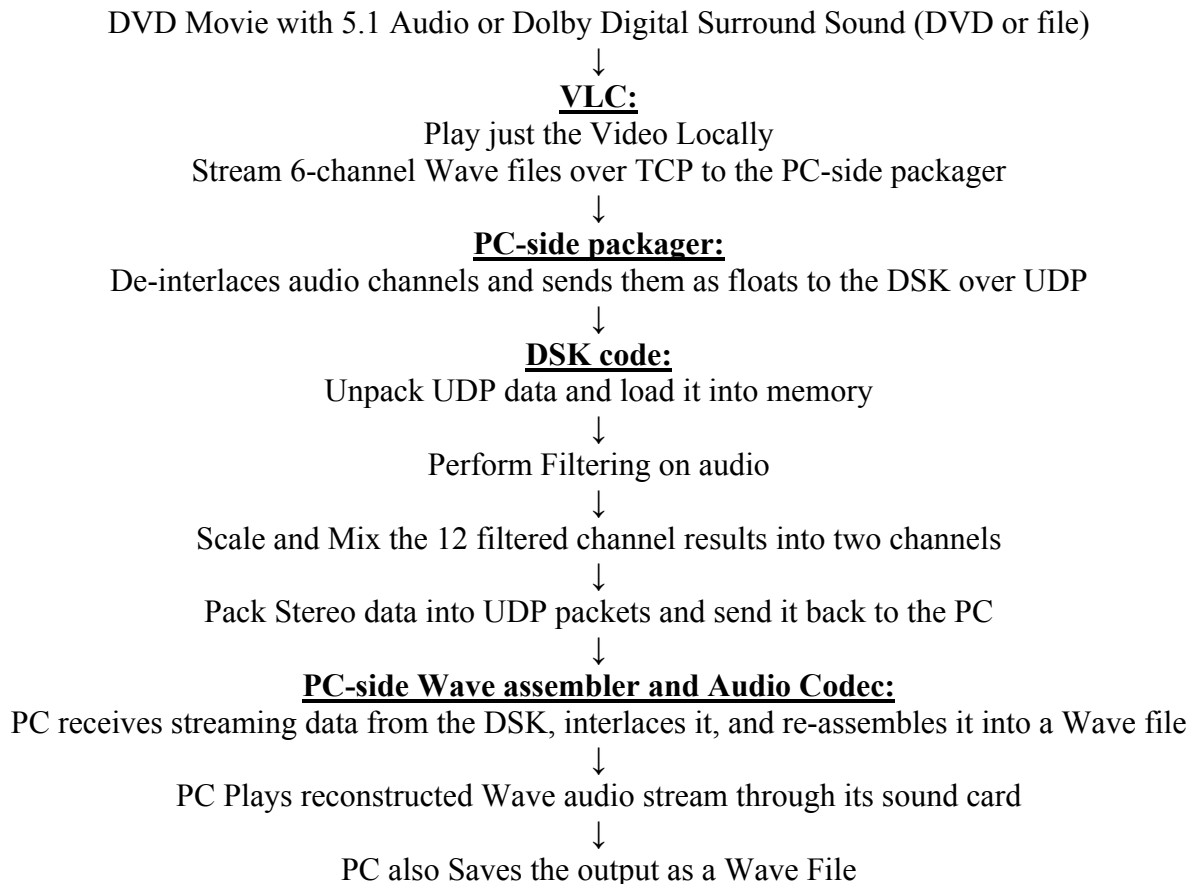 DVD Movie with 5.1 Audio or Dolby Digital Surround Sound (DVD or file)
↓
VLC:
Play just the Video Locally
Stream 6-channel Wave files over TCP to the PC-side packager
↓
PC-side packager:
De-interlaces audio channels and sends them as floats to the DSK over UDP
↓
DSK code:
Unpack UDP data and load it into memory
↓
Perform Filtering on audio
↓
Scale and Mix the 12 filtered channel results into two channels
↓
Pack Stereo data into UDP packets and send it back to the PC
↓
PC-side Wave assembler and Audio Codec:
PC receives streaming data from the DSK, interlaces it, and re-assembles it into a Wave file
↓
PC Plays reconstructed Wave audio stream through its sound card
↓
PC also Saves the output as a Wave File